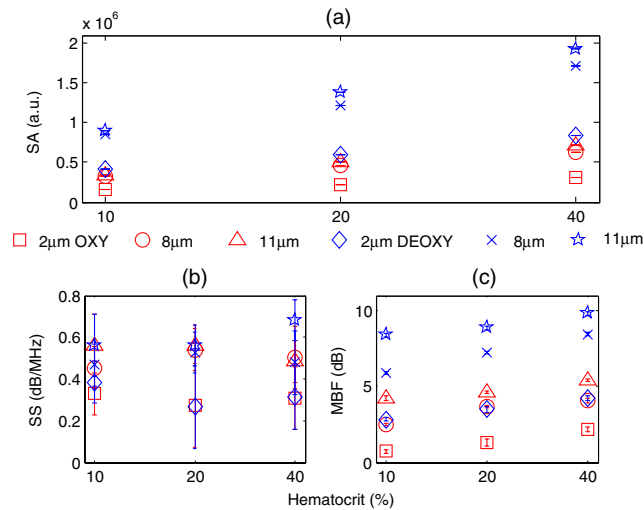 (a)
x 10⁶
2
1.5
1
0.5
0
SA (a.u.)
10 20 40
2μm OXY 8μm 11μm 2μm DEOXY 8μm 11μm
(b)
0.8
0.6
0.4
0.2
0
SS (dB/MHz)
10 20 40
(c)
10
5
0
MBF (dB)
10 20 40
Hematocrit (%)